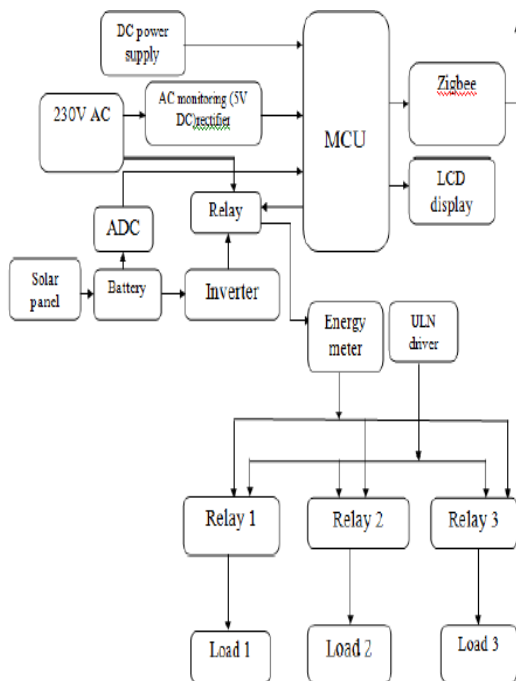 DC power
supply
230V AC
AC monitoring (5V
DC)rectifier
MCU
Zigbee
LCD
display
ADC
Relay
Solar
panel
Battery
Inverter
Energy
meter
ULN
driver
Relay 1
Relay 2
Relay 3
Load 1
Load 2
Load 3